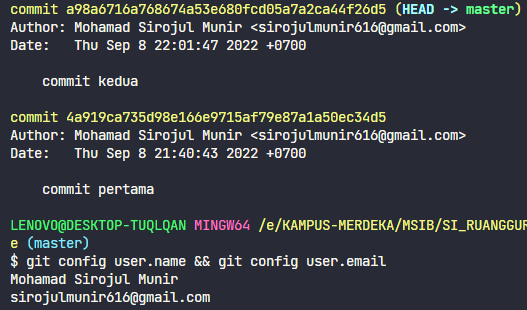 commit a98a6716a768674a53e680fcd05a7a2ca44f26d5 (HEAD -> master)
Author: Mohamad Sirojul Munir <sirojulmunir616@gmail.com>
Date:   Thu Sep 8 22:01:47 2022 +0700
commit kedua
commit 4a919ca735d98e166e9715af79e87a1a50ec34d5
Author: Mohamad Sirojul Munir <sirojulmunir616@gmail.com>
Date:   Thu Sep 8 21:40:43 2022 +0700
commit pertama
LENOVO@DESKTOP-TUQLQAN MINGW64 /e/KAMPUS-MERDEKA/MSIB/SI_RUANGGUR
e (master)
$ git config user.name && git config user.email
Mohamad Sirojul Munir
sirojulmunir616@gmail.com